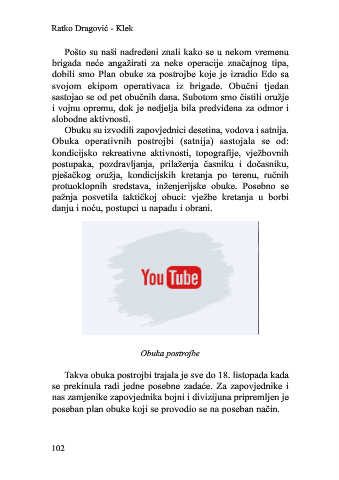 Ratko Dragović - Klek
Pošto su naši nadređeni znali kako se u nekom vremenu
brigada neće angažirati za neke operacije značajnog tipa,
dobili smo Plan obuke za postrojbe koje je izradio Edo sa
svojom ekipom operativaca iz brigade. Obučni tjedan
sastojao se od pet obučnih dana. Subotom smo čistili oružje
i vojnu opremu, dok je nedjelja bila predviđena za odmor i
slobodne aktivnosti.
Obuku su izvodili zapovjednici desetina, vodova i satnija.
Obuka operativnih postrojbi (satnija) sastojala se od:
kondicijsko rekreativne aktivnosti, topografije, vježbovnih
postupaka, pozdravljanja, prilaženja časniku i dočasniku,
pješačkog oružja, kondicijskih kretanja po terenu, ručnih
protuoklopnih sredstava, inženjerijske obuke. Posebno se
pažnja posvetila taktičkoj obuci: vježbe kretanja u borbi
danju i noću, postupci u napadu i obrani.
YouTube
Obuka postrojbe
Takva obuka postrojbi trajala je sve do 18. listopada kada
se prekinula radi jedne posebne zadaće. Za zapovjednike i
nas zamjenike zapovjednika bojni i divizijuna pripremljen je
poseban plan obuke koji se provodio se na poseban način.
102